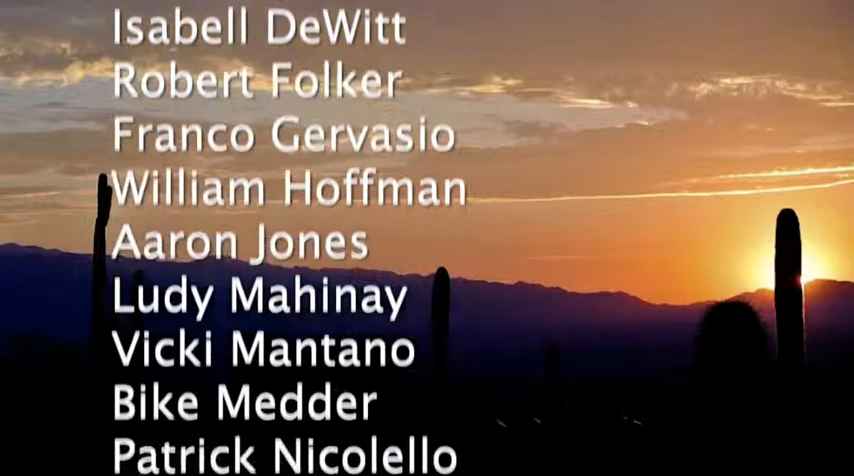 Isabell DeWitt
Robert Folker
Franco Gervasio
William Hoffman
Aaron Jones
Ludy Mahinay
Vicki Mantano
Bike Medder
Patrick Nicolello